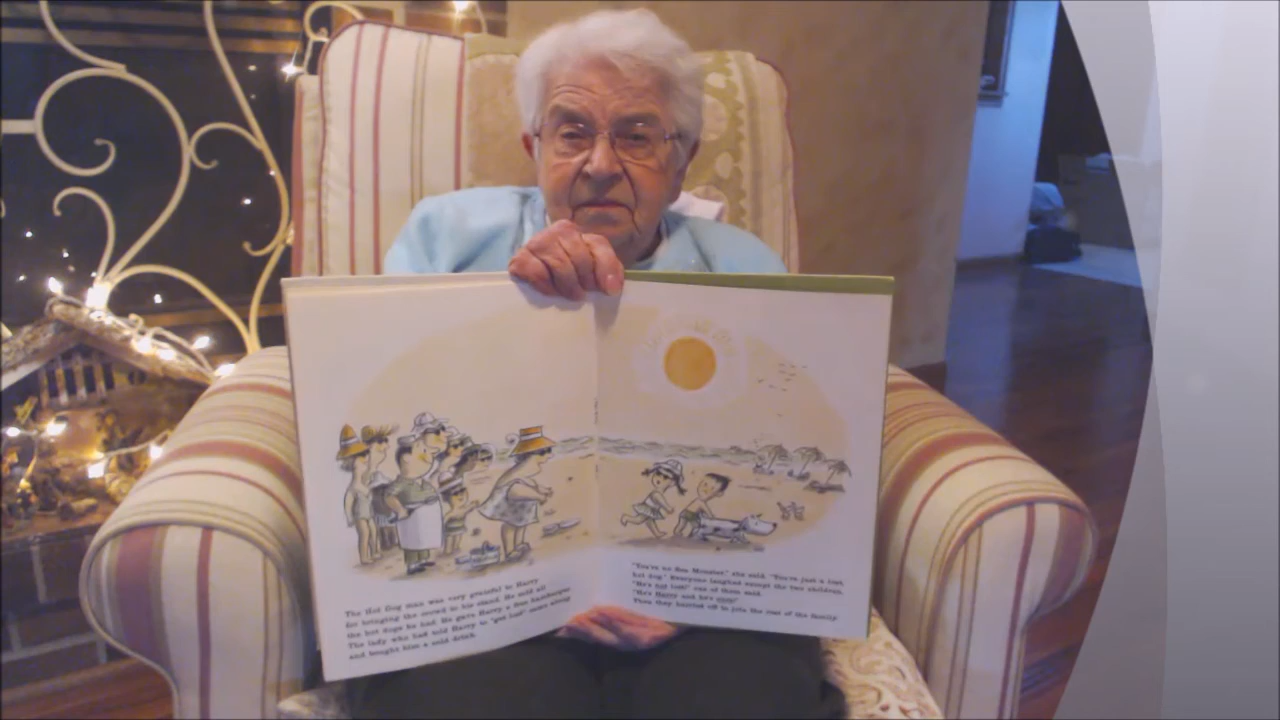 The Hot dog man was very grateful to Harry
for bringing the crowd to his stand. He sold all
the hot dogs he had. He gave Harry a free hamburger.
The lady who had told Harry to "get lost" came along
and bought him a cold drink.
"You're no Sea Monster," she said. "You're just a lost
hot dog." Everyone laughed except the two children.
"He's not lost!" one of them said.
"He's Harry and he's ours!"
Then they hurried off to join the rest of the family.